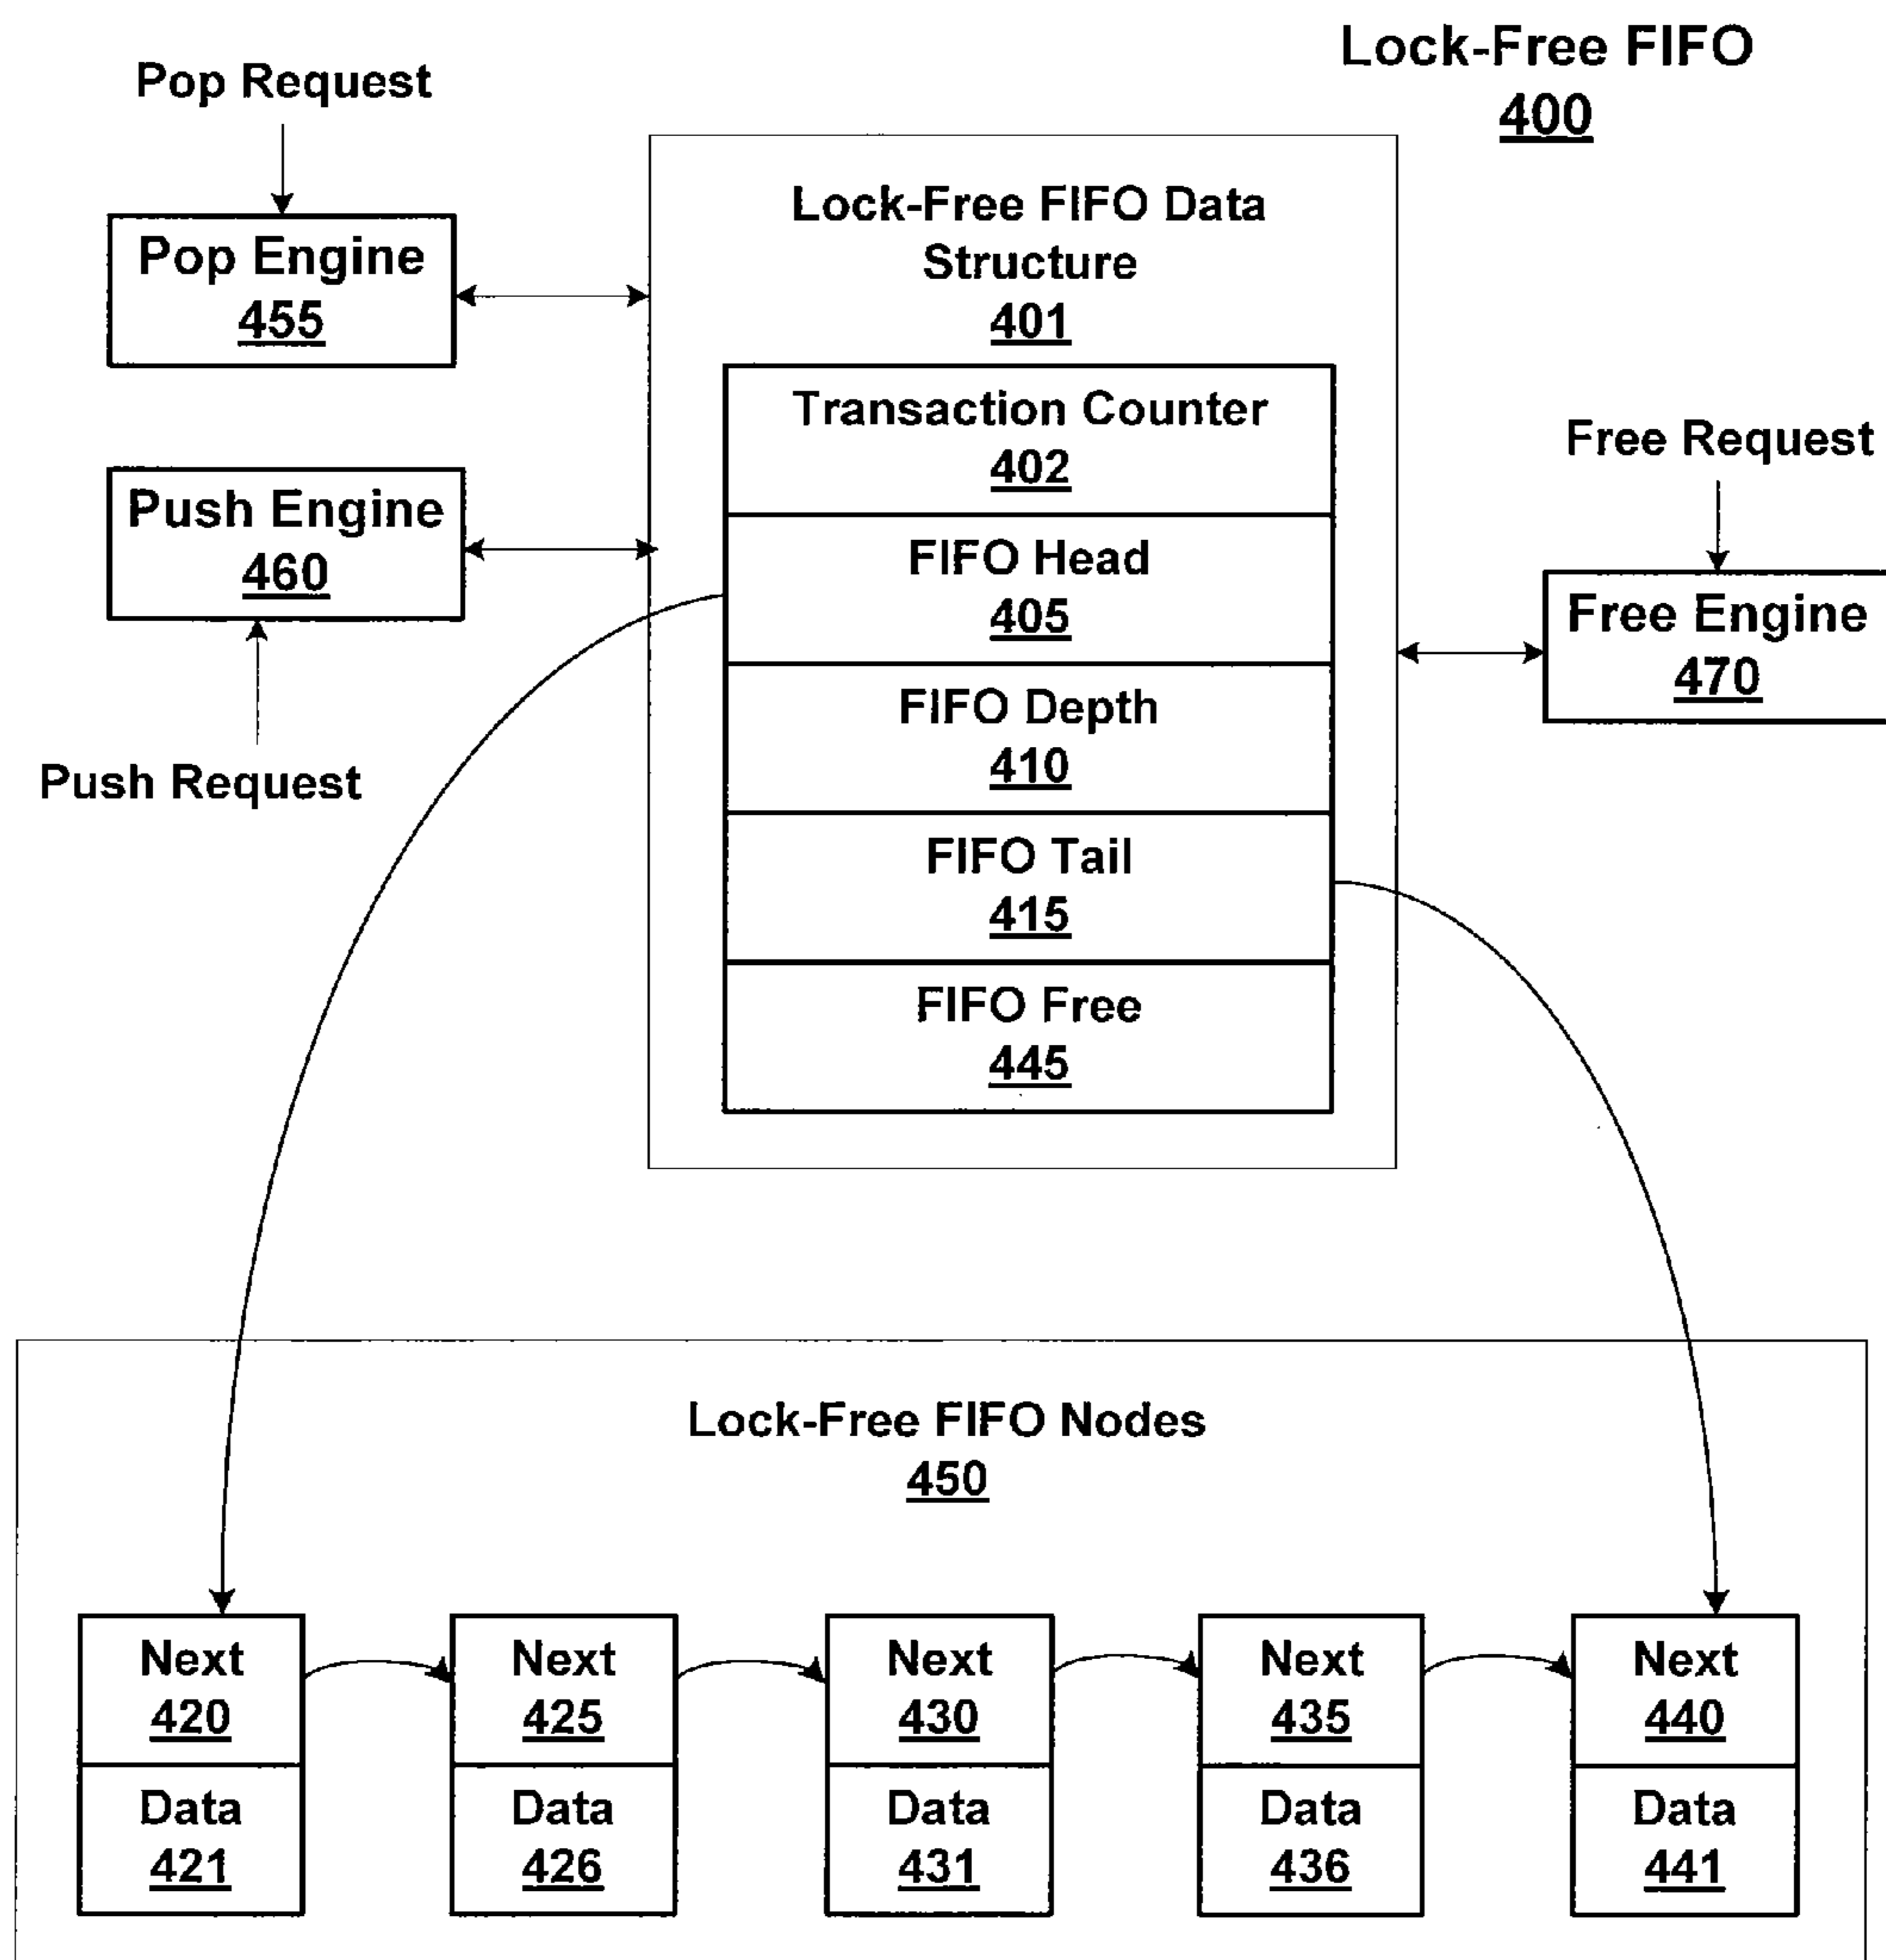 Lock-Free FIFO
400
Pop Request
Pop Engine
455
Push Engine
460
Push Request
Lock-Free FIFO Data
Structure
401
Transaction Counter
402
FIFO Head
405
FIFO Depth
410
FIFO Tail
415
FIFO Free
445
Free Request
Free Engine
470
Lock-Free FIFO Nodes
450
Next
420
Data
421
Next
425
Data
426
Next
430
Data
431
Next
435
Data
436
Next
440
Data
441